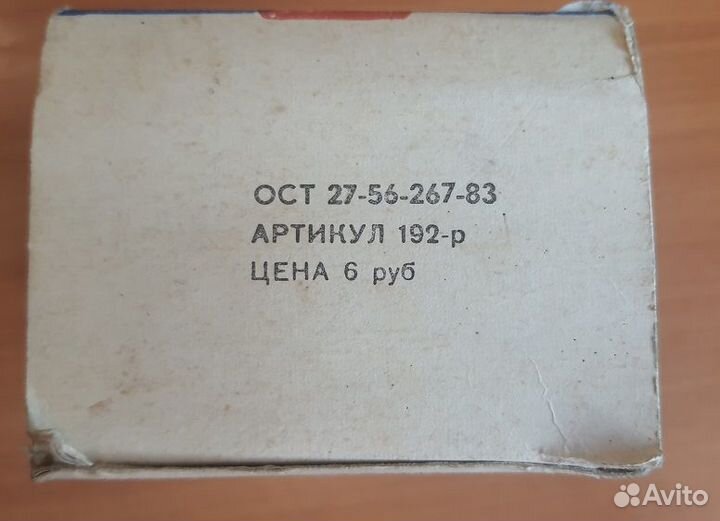 ОСТ 27-56-267-83
АРТИКУЛ 192-р
ЦЕНА 6 руб
Avito